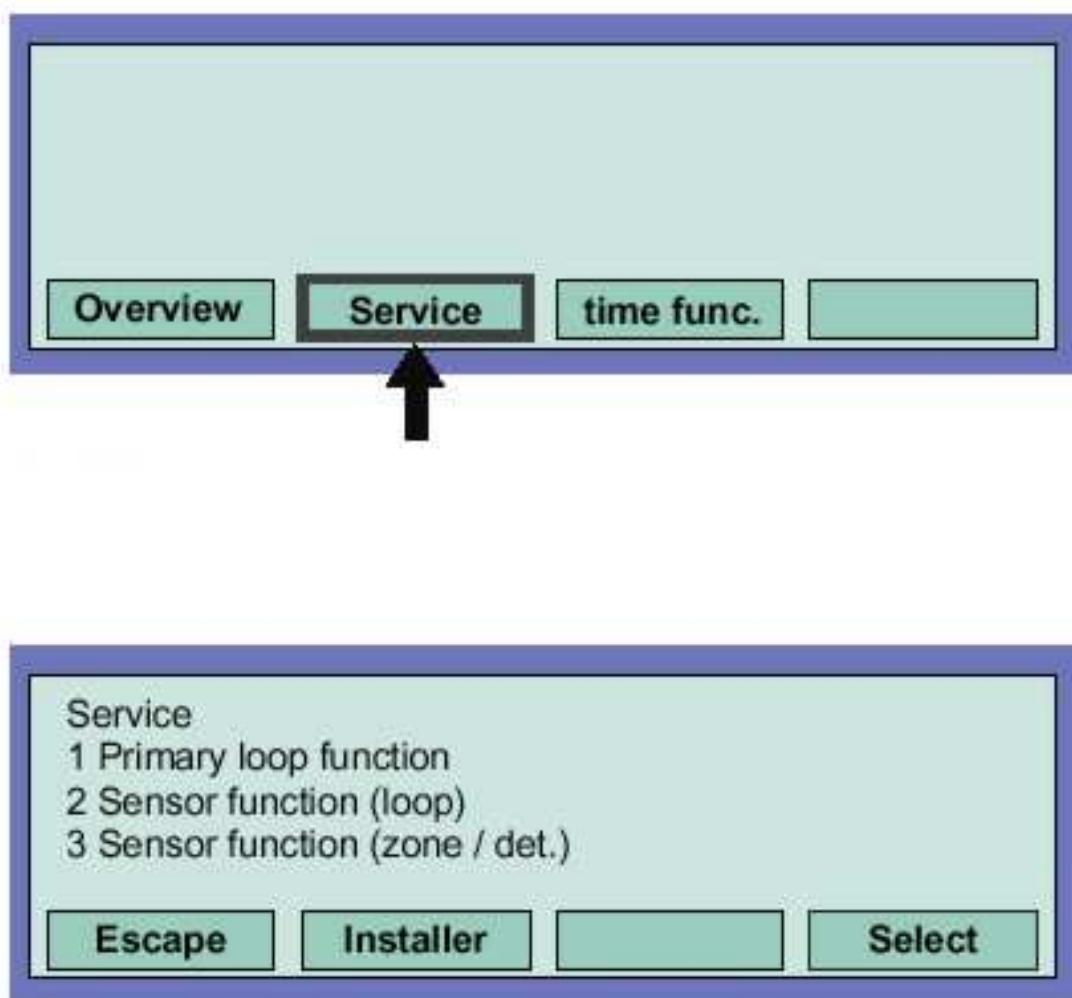 Overview Service time func.
Service
1 Primary loop function
2 Sensor function (loop)
3 Sensor function (zone / det.)
Escape Installer Select